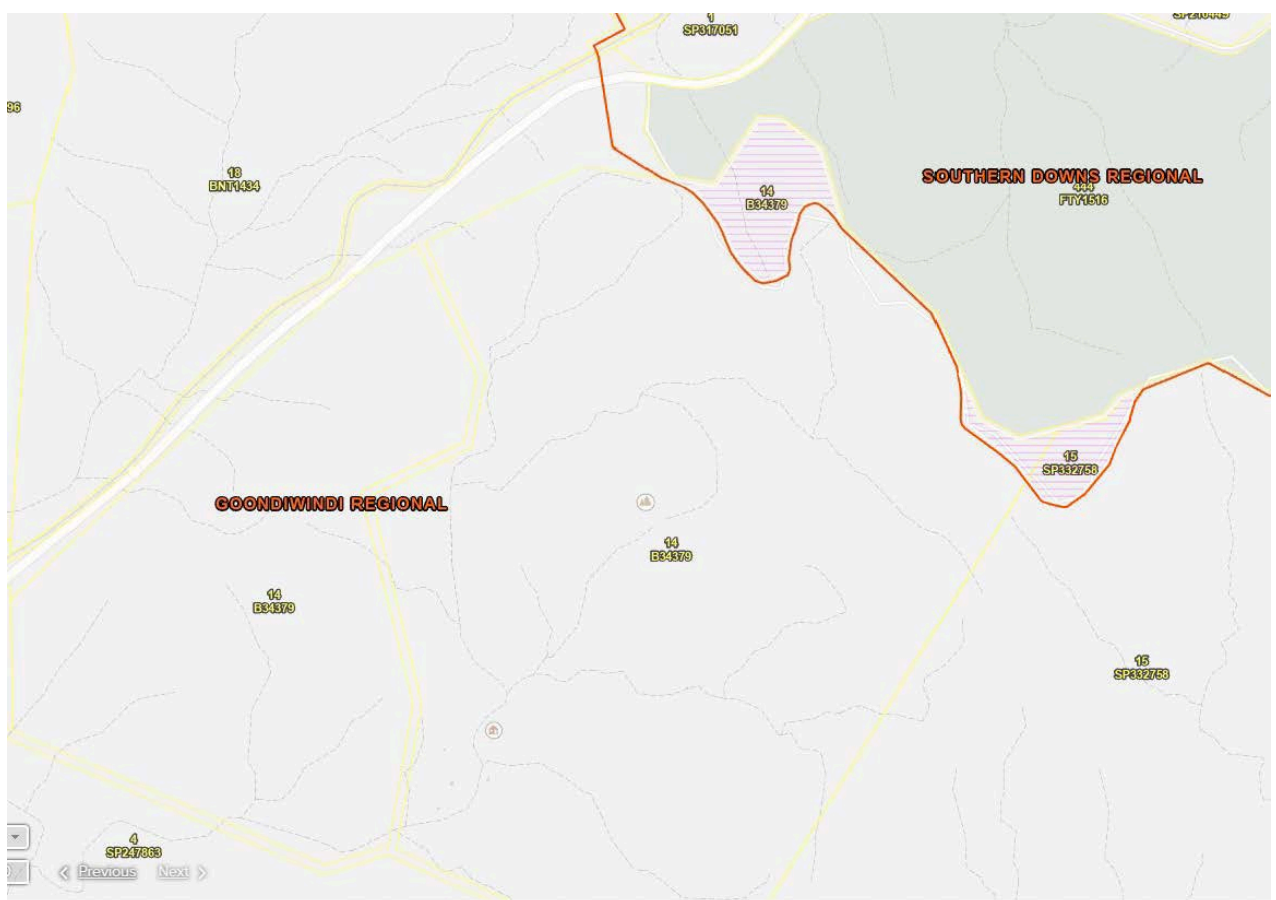 1
SP317051
96
18
BNT1434
14
B34379
SOUTHERN DOWNS REGIONAL
444
FTY1516
15
SP332758
GOONDIWINDI REGIONAL
14
B34379
14
B34379
15
SP332758
4
SP247863
Previous
Next